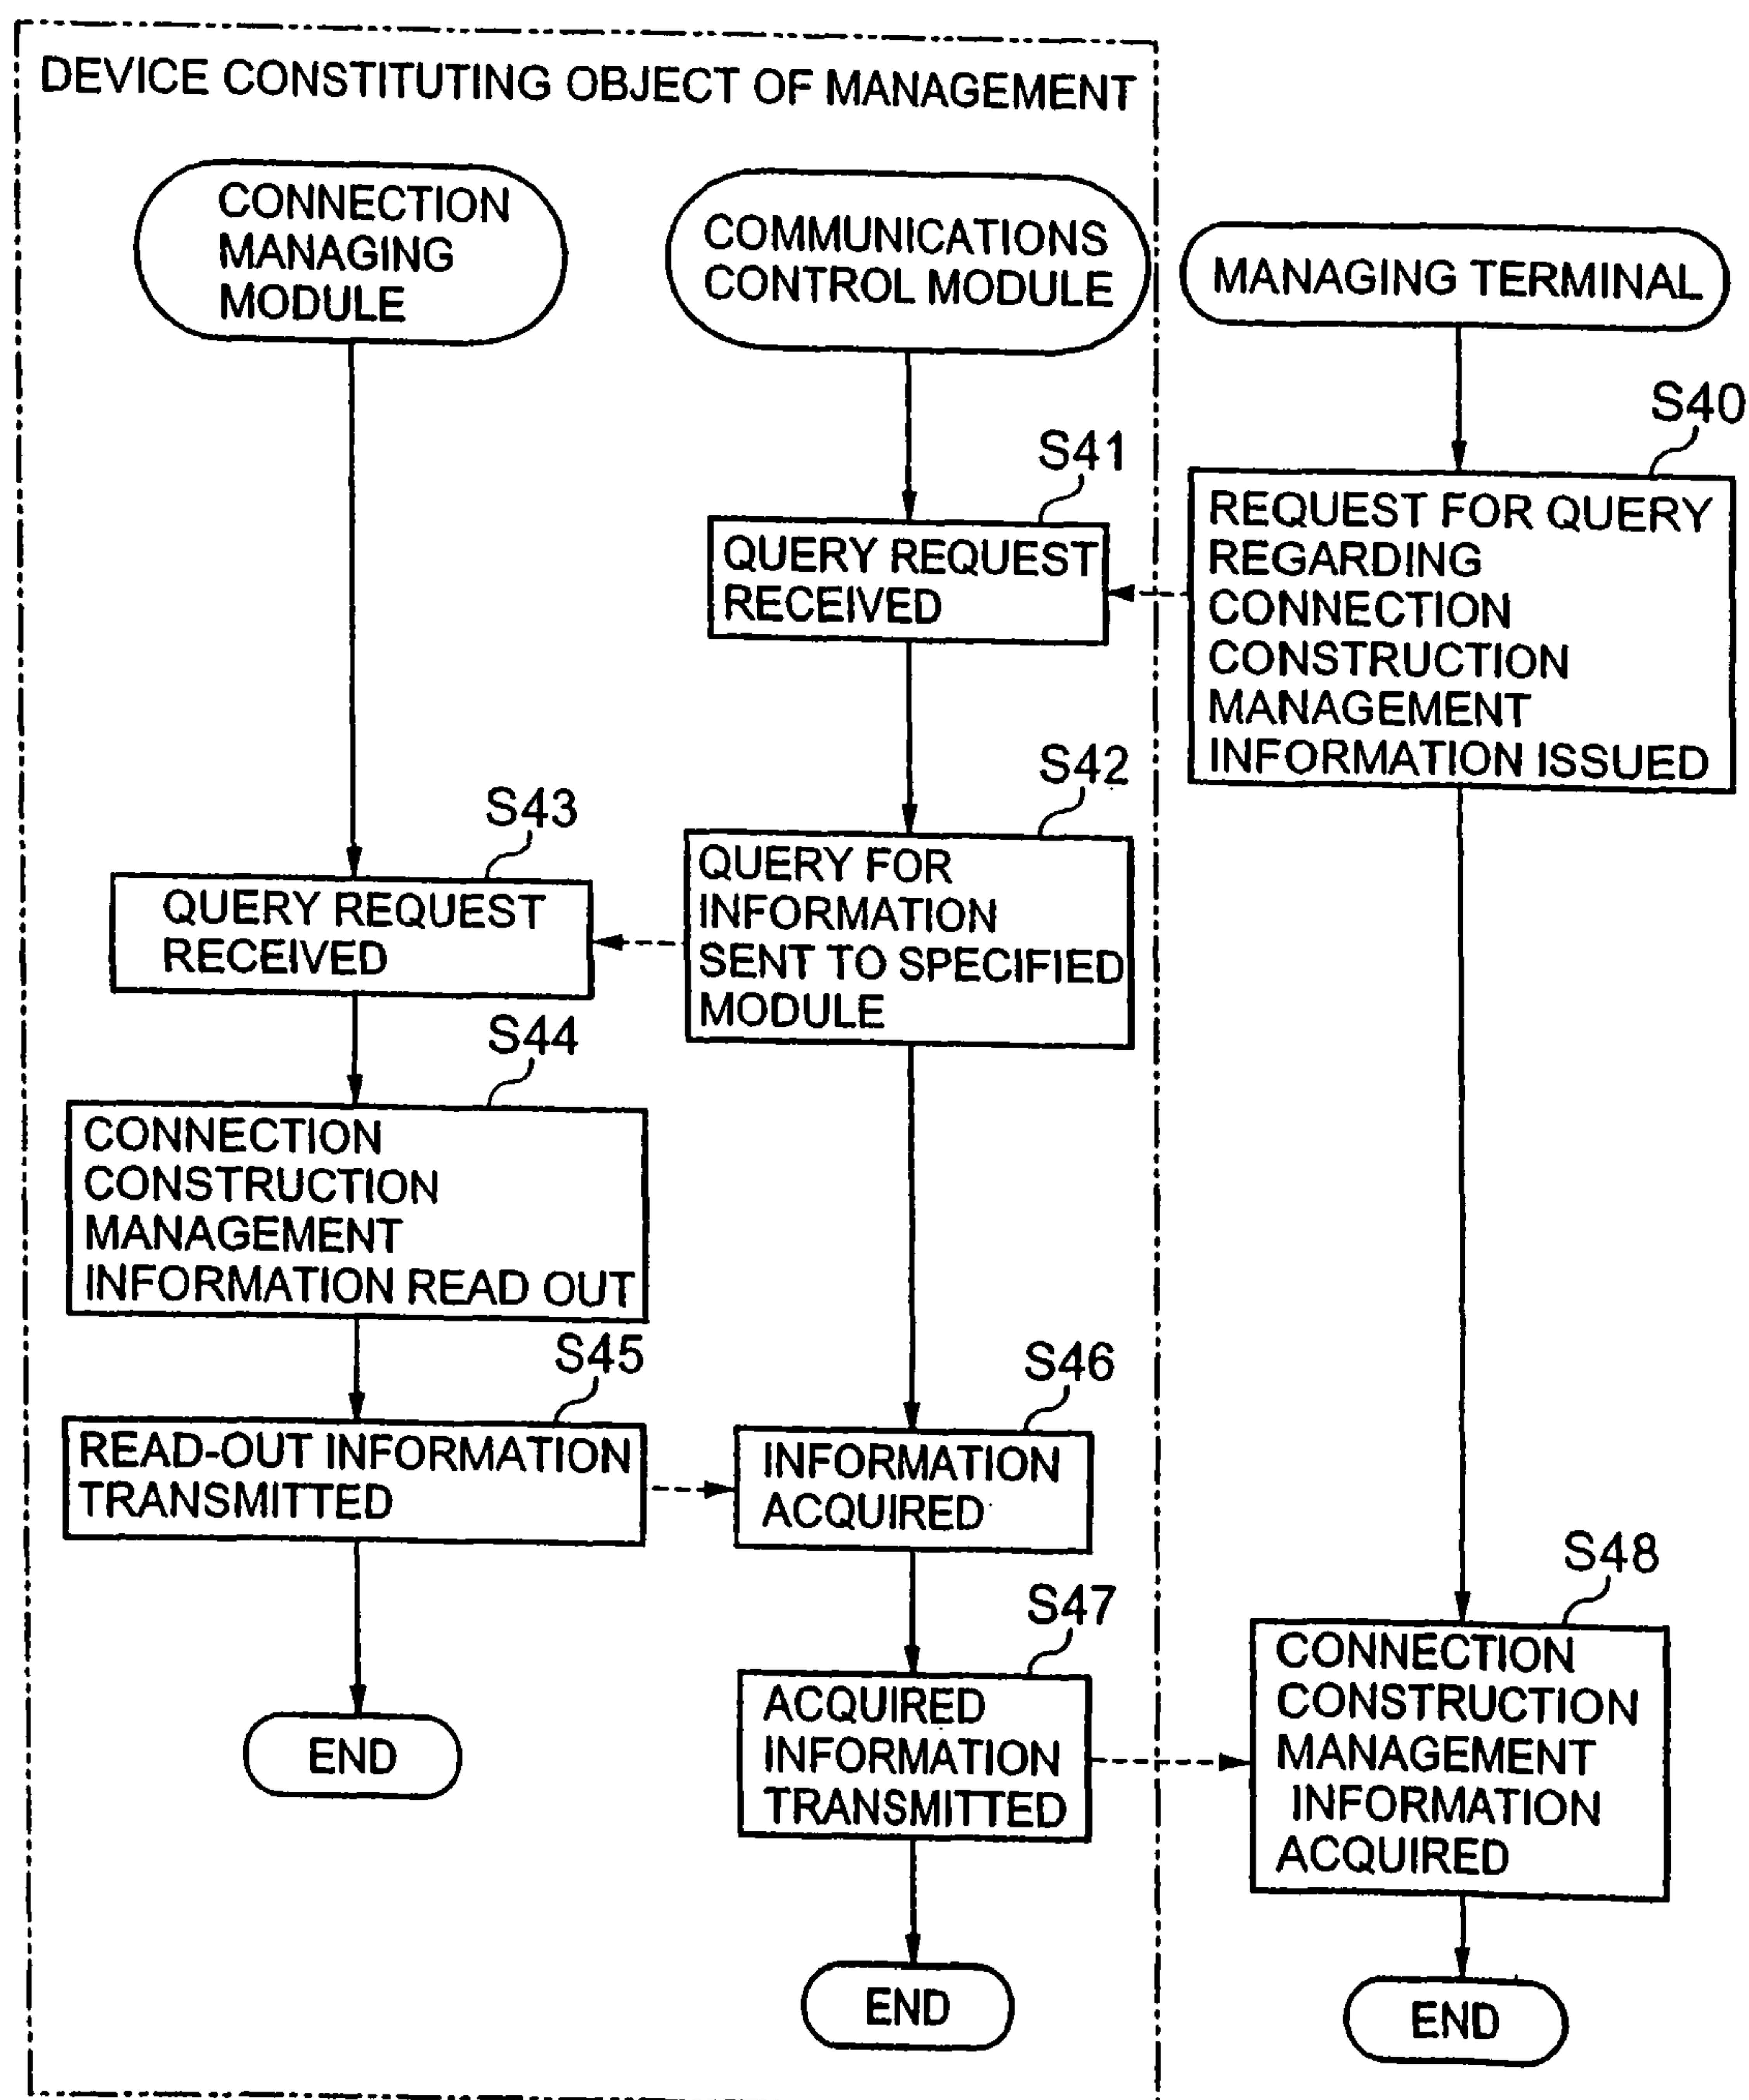 DEVICE CONSTITUTING OBJECT OF MANAGEMENT
CONNECTION
MANAGING
MODULE
COMMUNICATIONS
CONTROL MODULE
MANAGING TERMINAL
S40
REQUEST FOR QUERY
REGARDING
CONNECTION
CONSTRUCTION
MANAGEMENT
INFORMATION ISSUED
S41
QUERY REQUEST
RECEIVED
S42
QUERY FOR
INFORMATION
SENT TO SPECIFIED
MODULE
S43
QUERY REQUEST
RECEIVED
S44
CONNECTION
CONSTRUCTION
MANAGEMENT
INFORMATION READ OUT
S45
READ-OUT INFORMATION
TRANSMITTED
S46
INFORMATION
ACQUIRED
S47
ACQUIRED
INFORMATION
TRANSMITTED
S48
CONNECTION
CONSTRUCTION
MANAGEMENT
INFORMATION
ACQUIRED
END
END
END